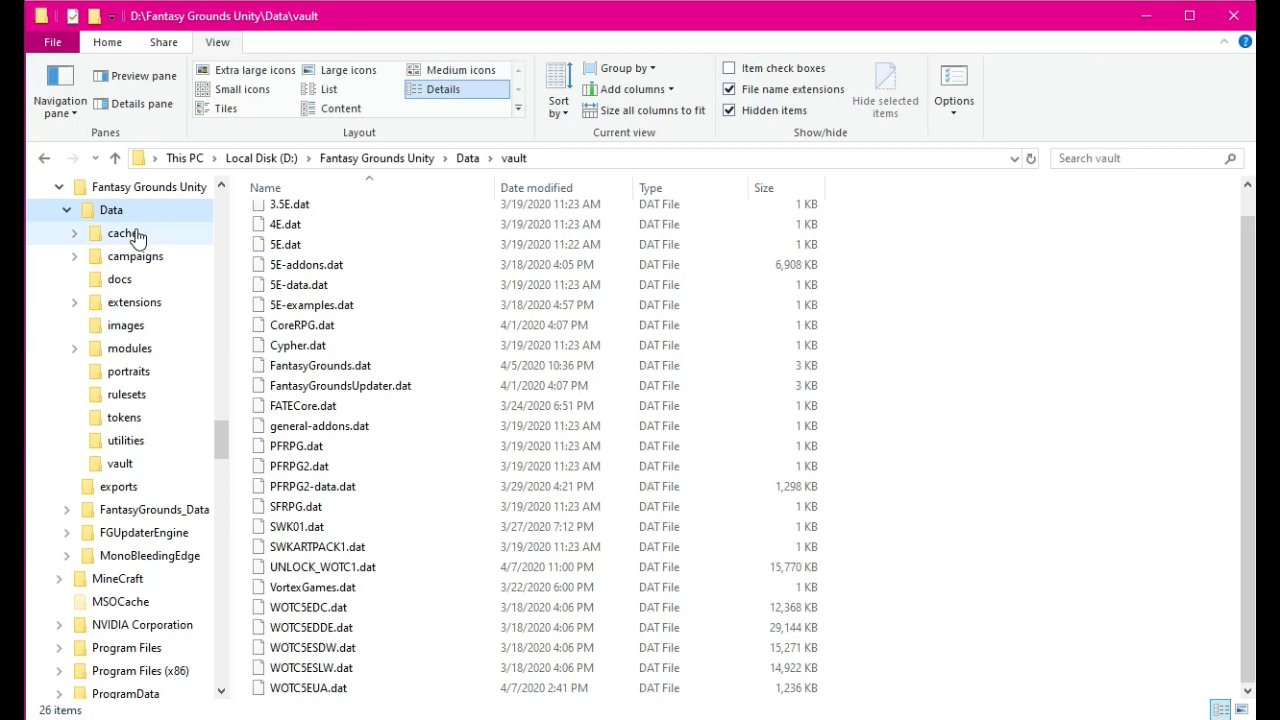 D:\Fantasy Grounds Unity\Data\vault
File Home Share View
Navigation pane
Preview pane
Details pane
Panes
Extra large icons Large icons Medium icons
Small icons List Details
Tiles Content
Layout
Sort by
Group by
Add columns
Size all columns to fit
Current view
Item check boxes
File name extensions
Hidden items
Hide selected items
Show/hide
Options
This PC Local Disk (D:) Fantasy Grounds Unity Data vault
Search vault
Fantasy Grounds Unity
Data
cache
campaigns
docs
extensions
images
modules
portraits
rulesets
tokens
utilities
vault
exports
FantasyGrounds_Data
FGUpdaterEngine
MonoBleedingEdge
MineCraft
MSOCache
NVIDIA Corporation
Program Files
Program Files (x86)
ProgramData
Name Date modified Type Size
3.5E.dat 3/19/2020 11:23 AM DAT File 1 KB
4E.dat 3/19/2020 11:23 AM DAT File 1 KB
5E.dat 3/19/2020 11:22 AM DAT File 1 KB
5E-addons.dat 3/18/2020 4:05 PM DAT File 6,908 KB
5E-data.dat 3/19/2020 11:23 AM DAT File 1 KB
5E-examples.dat 3/18/2020 4:57 PM DAT File 1 KB
CoreRPG.dat 4/1/2020 4:07 PM DAT File 1 KB
Cypher.dat 3/19/2020 11:23 AM DAT File 1 KB
FantasyGrounds.dat 4/5/2020 10:36 PM DAT File 3 KB
FantasyGroundsUpdater.dat 4/1/2020 4:07 PM DAT File 3 KB
FATECore.dat 3/24/2020 6:51 PM DAT File 1 KB
general-addons.dat 3/19/2020 11:23 AM DAT File 1 KB
PFRPG.dat 3/19/2020 11:23 AM DAT File 1 KB
PFRPG2.dat 3/19/2020 11:23 AM DAT File 1 KB
PFRPG2-data.dat 3/29/2020 4:21 PM DAT File 1,298 KB
SFRPG.dat 3/19/2020 11:23 AM DAT File 1 KB
SWK01.dat 3/27/2020 7:12 PM DAT File 1 KB
SWKARTPACK1.dat 3/19/2020 11:23 AM DAT File 1 KB
UNLOCK_WOTC1.dat 4/7/2020 11:00 PM DAT File 15,770 KB
VortexGames.dat 3/22/2020 6:00 PM DAT File 1 KB
WOTC5EDC.dat 3/18/2020 4:06 PM DAT File 12,368 KB
WOTC5EDDE.dat 3/18/2020 4:06 PM DAT File 29,144 KB
WOTC5ESDW.dat 3/18/2020 4:06 PM DAT File 15,271 KB
WOTC5ESLW.dat 3/18/2020 4:06 PM DAT File 14,922 KB
WOTC5EUA.dat 4/7/2020 2:41 PM DAT File 1,236 KB
26 items